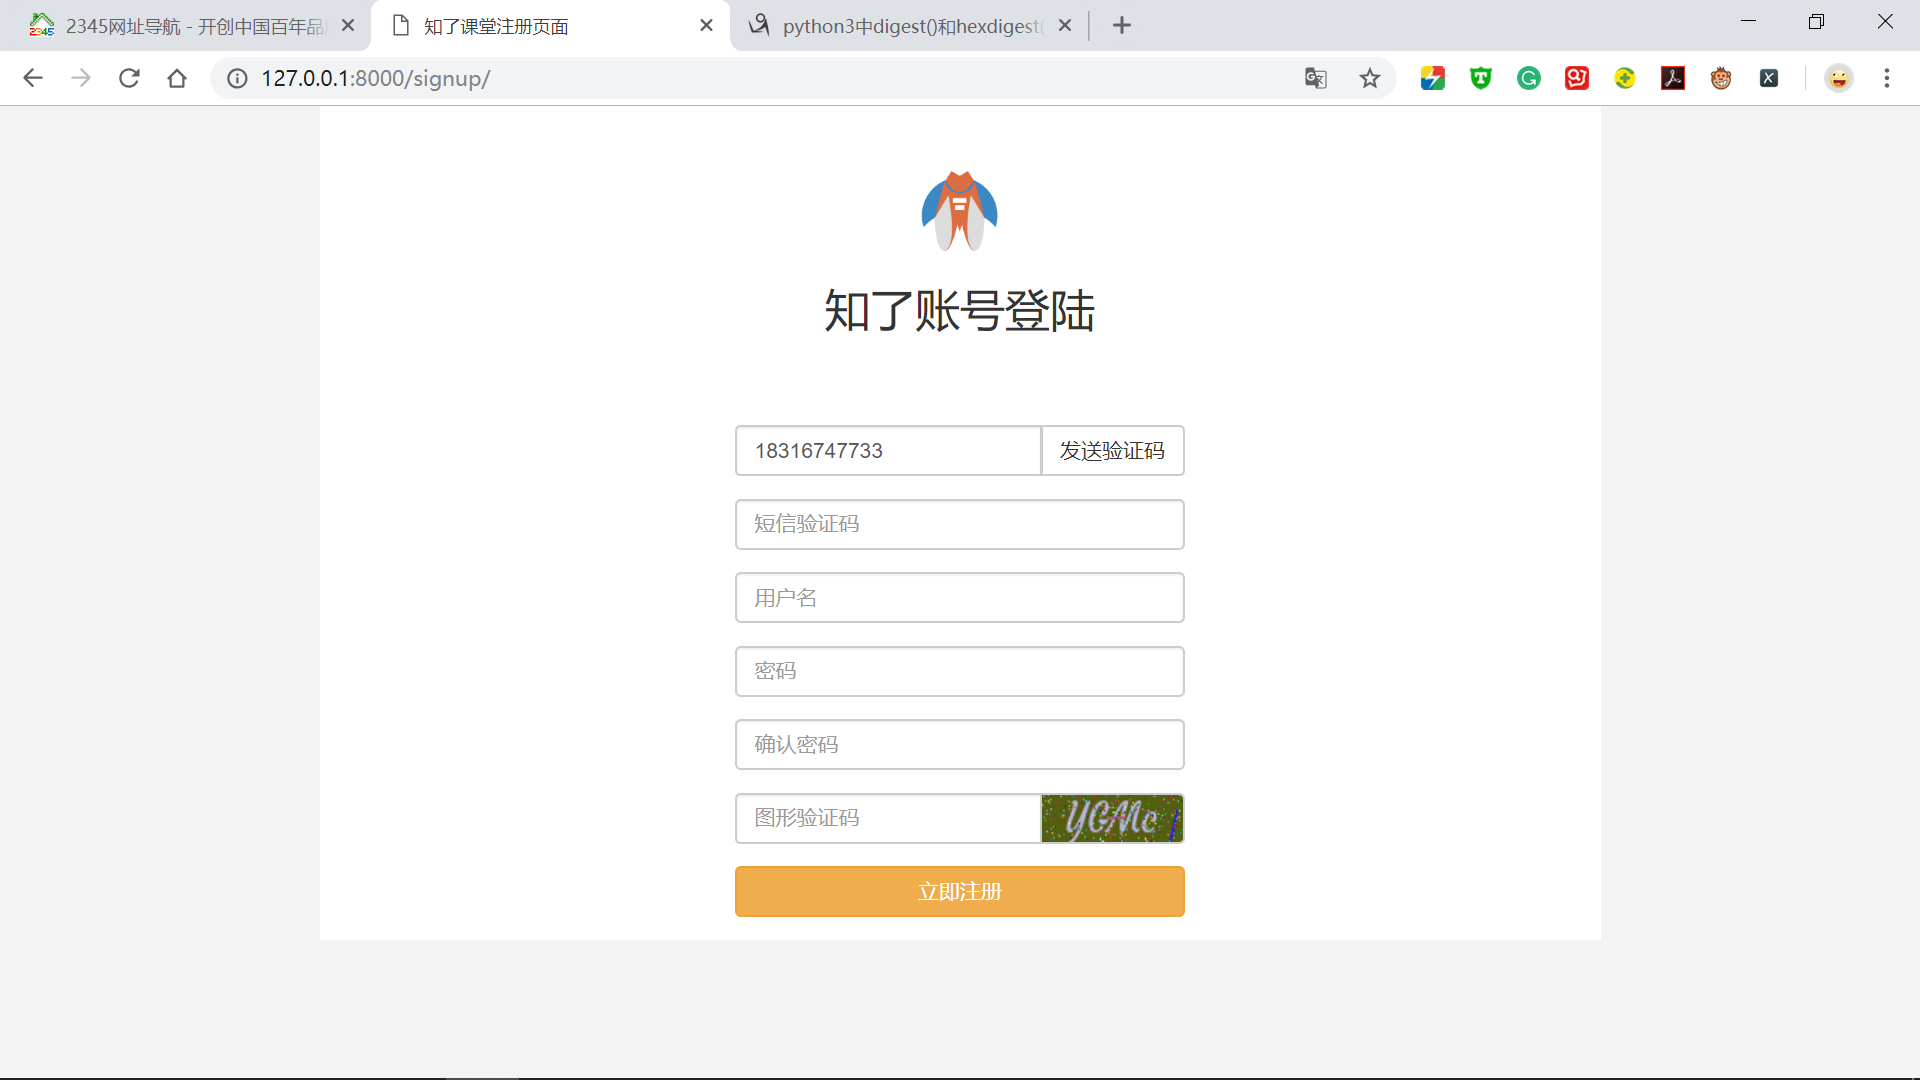 2345网址导航 - 开创中国百年品
知了课堂注册页面
python3中digest()和hexdigest(
127.0.0.1:8000/signup/
知了账号登陆
18316747733
发送验证码
短信验证码
用户名
密码
确认密码
图形验证码
YGMc
立即注册